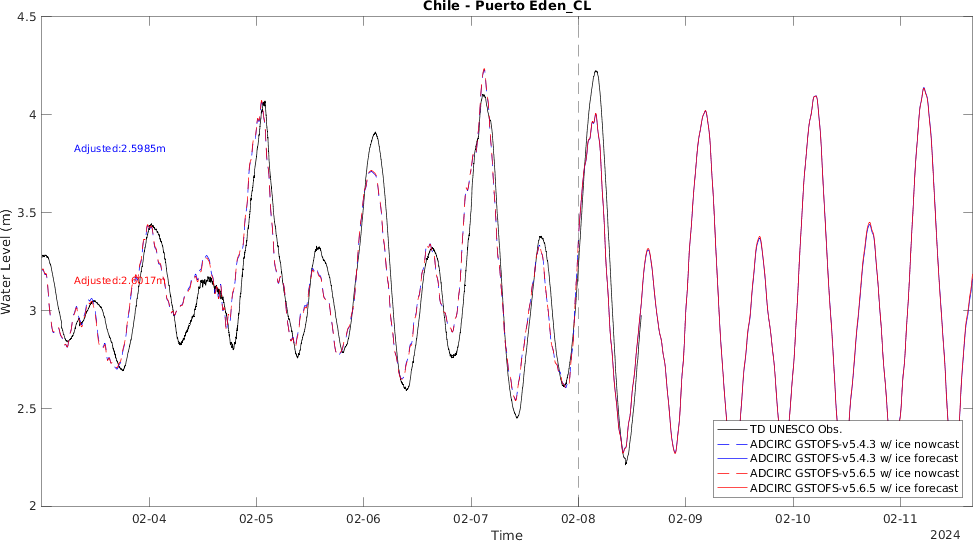 Chile - Puerto Eden_CL
4.5
4
3.5
3
2.5
2
Water Level (m)
Adjusted:2.5985m
Adjusted:2.6017m
TD UNESCO Obs.
ADCIRC GSTOFS-v5.4.3 w/ ice nowcast
ADCIRC GSTOFS-v5.4.3 w/ ice forecast
ADCIRC GSTOFS-v5.6.5 w/ ice nowcast
ADCIRC GSTOFS-v5.6.5 w/ ice forecast
02-04 02-05 02-06 02-07 02-08 02-09 02-10 02-11
Time
2024